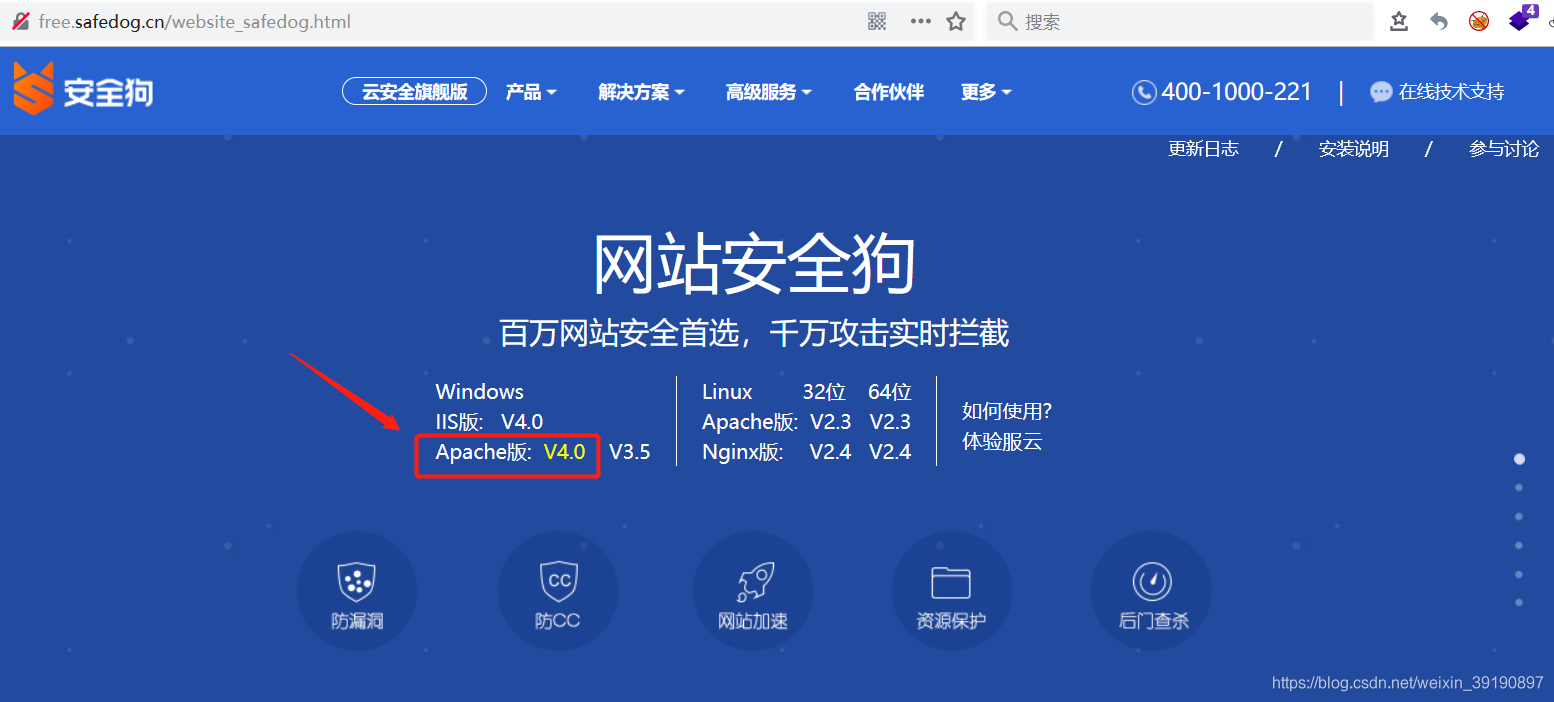 free.safedog.cn/website_safedog.html
搜索
4
安全狗
云安全旗舰版 产品 解决方案 高级服务 合作伙伴 更多 400-1000-221 | 在线技术支持
更新日志 / 安装说明 / 参与讨论
网站安全狗
百万网站安全首选，千万攻击实时拦截
Windows
IIS版: V4.0
Apache版: V4.0 V3.5
Linux 32位 64位
Apache版: V2.3 V2.3
Nginx版: V2.4 V2.4
如何使用?
体验服云
防漏洞
CC
防CC
网站加速
资源保护
后门查杀
https://blog.csdn.net/weixin_39190897